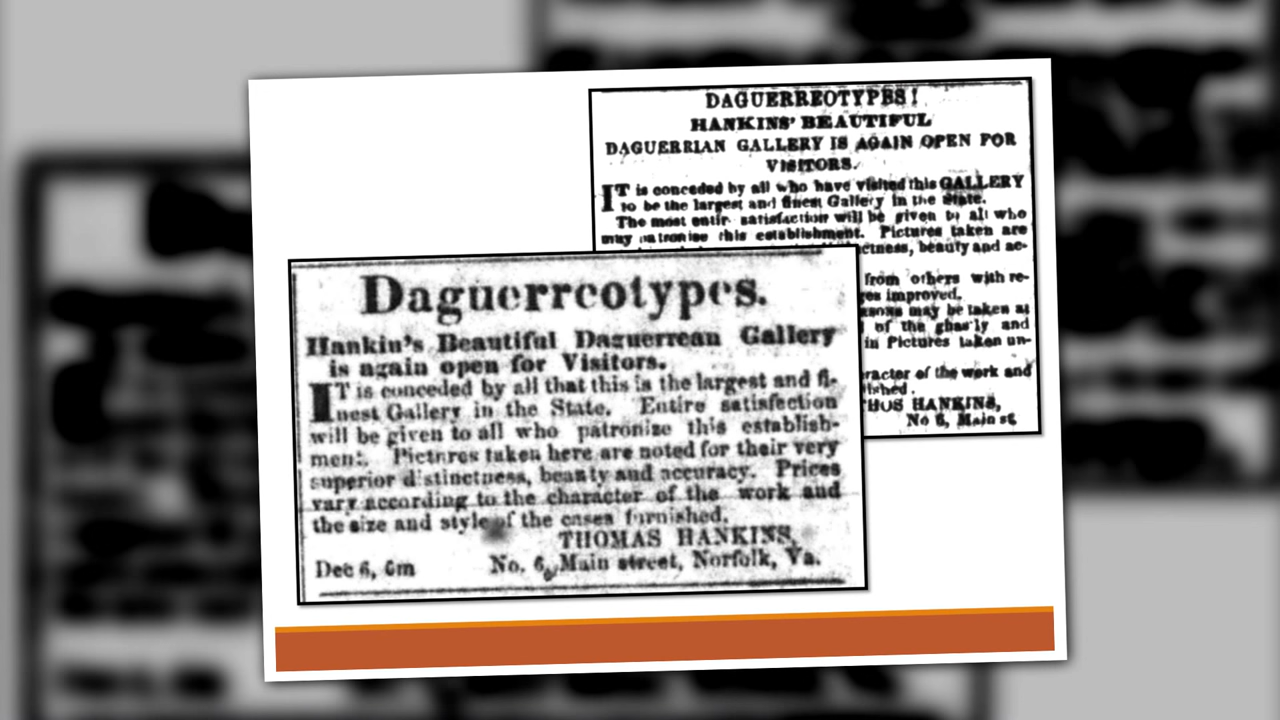 DAGUERREOTYPES!
HANKINS' BEAUTIFUL
DAGUERRIAN GALLERY IS AGAIN OPEN FOR
VISITORS.
IT is conceded by all who have visited this GALLERY
to be the largest and finest Gallery in the State.
The most entire satisfaction will be given to all who
may patronise this establishment. Pictures taken are
beauty and ac-
from others with re-
improved.
may be taken at
of the ghastly and
in Pictures taken un-
of the work and
THOS HANKINS,
No 6, Main st.
Daguerreotypes.
Hankin's Beautiful Daguerrean Gallery
is again open for Visitors.
IT is conceded by all that this is the largest and fi-
nest Gallery in the State. Entire satisfaction
will be given to all who patronize this establish-
ment. Pictures taken here are noted for their very
superior distinctness, beauty and accuracy. Prices
vary according to the character of the work and
the size and style of the cases furnished.
THOMAS HANKINS,
Dec 6, 6m No. 6, Main street, Norfolk, Va.